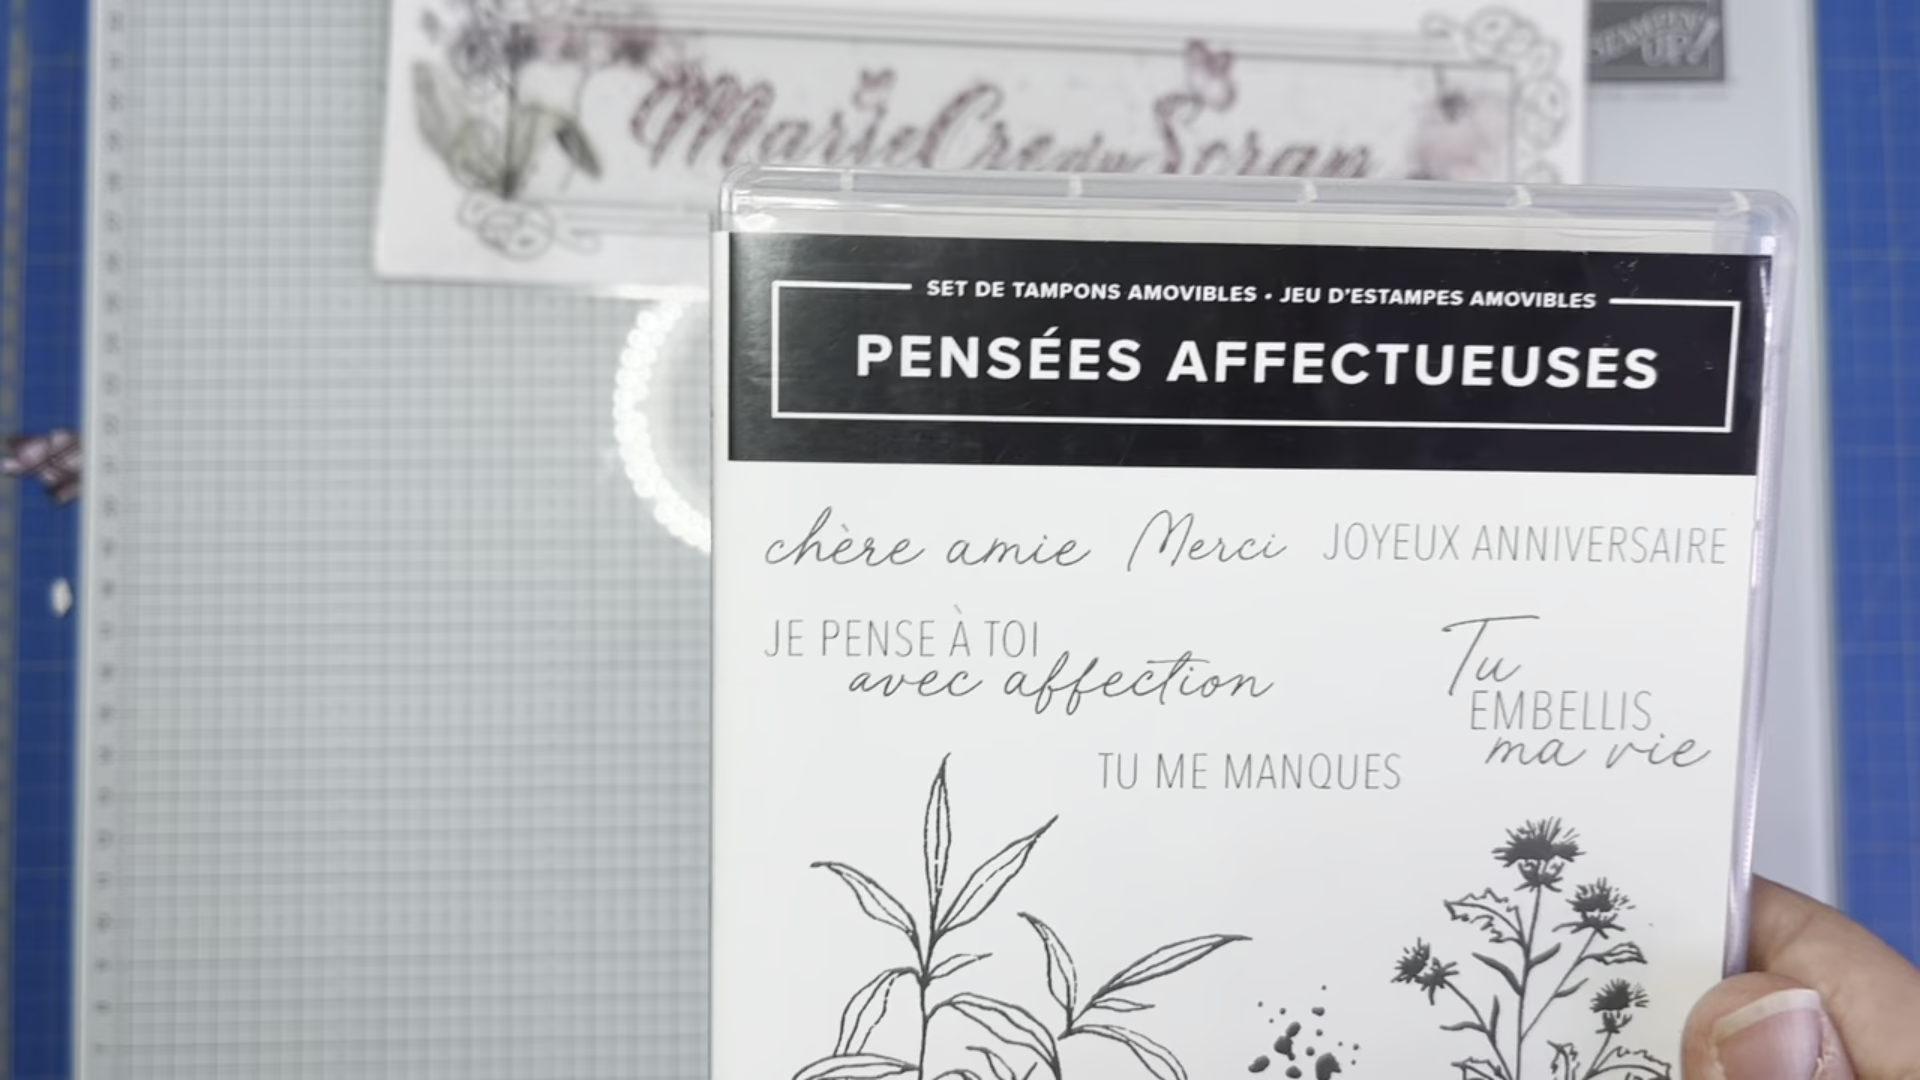 STAMPIN' UP!
SET DE TAMPONS AMOVIBLES • JEU D'ESTAMPES AMOVIBLES
PENSÉES AFFECTUEUSES
chère amie
Merci
JOYEUX ANNIVERSAIRE
JE PENSE À TOI
avec affection
Tu
EMBELLIS
ma vie
TU ME MANQUES